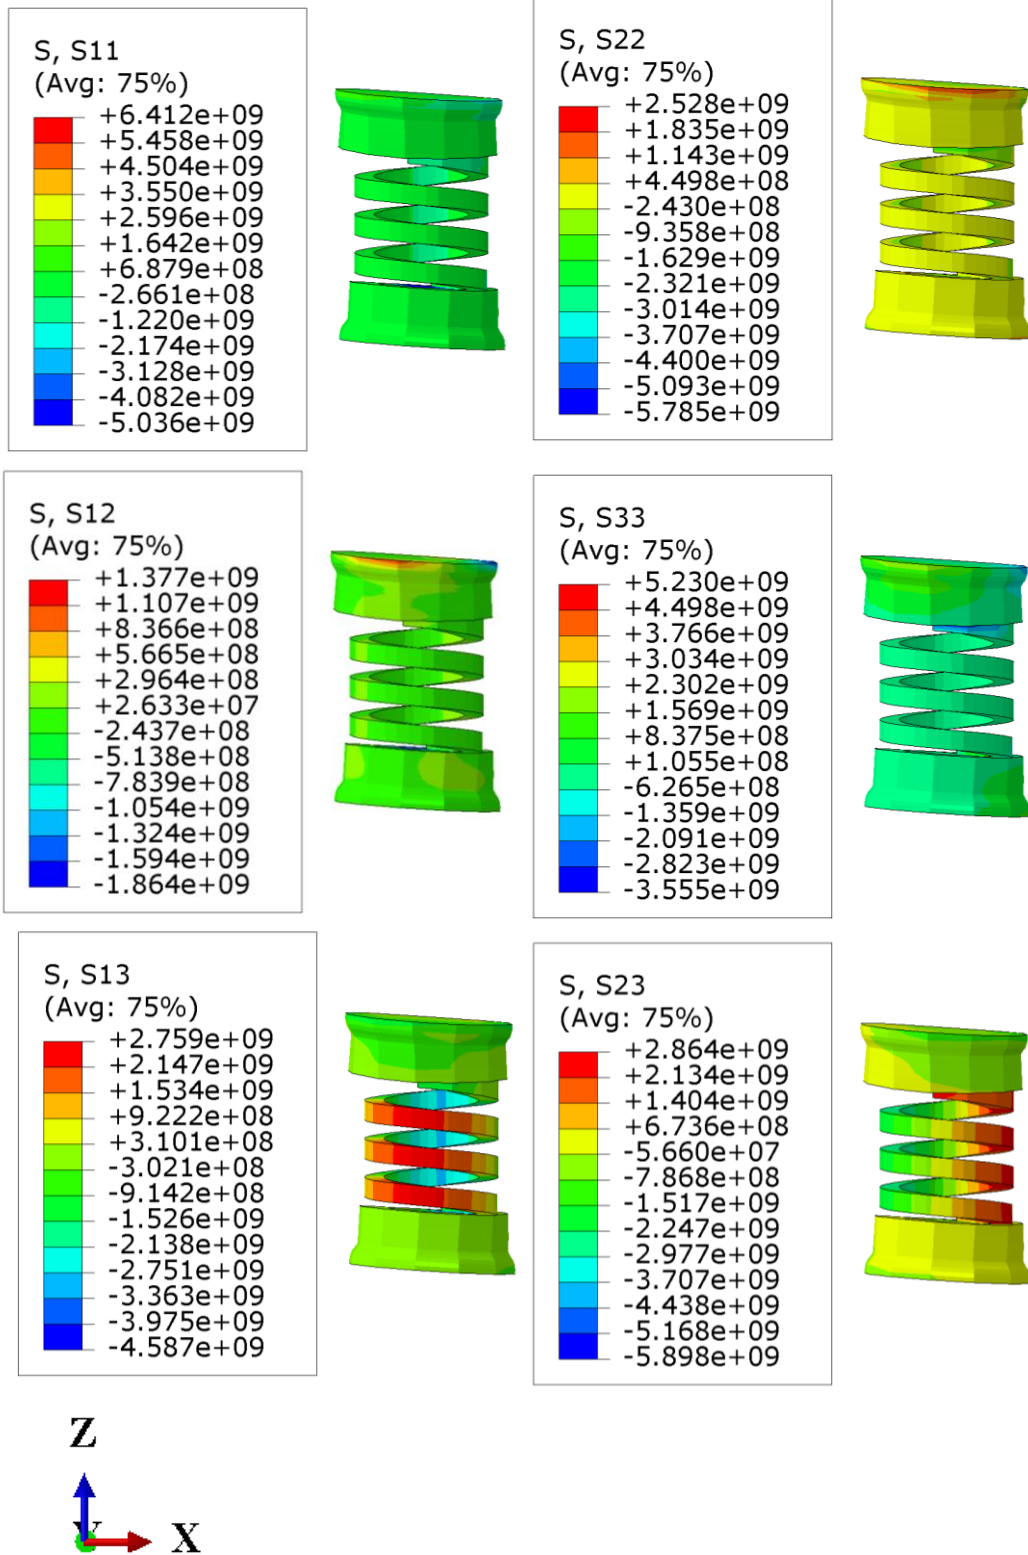 S, S11
(Avg: 75%)
+6.412e+09
+5.458e+09
+4.504e+09
+3.550e+09
+2.596e+09
+1.642e+09
+6.879e+08
-2.661e+08
-1.220e+09
-2.174e+09
-3.128e+09
-4.082e+09
-5.036e+09
S, S22
(Avg: 75%)
+2.528e+09
+1.835e+09
+1.143e+09
+4.498e+08
-2.430e+08
-9.358e+08
-1.629e+09
-2.321e+09
-3.014e+09
-3.707e+09
-4.400e+09
-5.093e+09
-5.785e+09
S, S12
(Avg: 75%)
+1.377e+09
+1.107e+09
+8.366e+08
+5.665e+08
+2.964e+08
+2.633e+07
-2.437e+08
-5.138e+08
-7.839e+08
-1.054e+09
-1.324e+09
-1.594e+09
-1.864e+09
S, S33
(Avg: 75%)
+5.230e+09
+4.498e+09
+3.766e+09
+3.034e+09
+2.302e+09
+1.569e+09
+8.375e+08
+1.055e+08
-6.265e+08
-1.359e+09
-2.091e+09
-2.823e+09
-3.555e+09
S, S13
(Avg: 75%)
+2.759e+09
+2.147e+09
+1.534e+09
+9.222e+08
+3.101e+08
-3.021e+08
-9.142e+08
-1.526e+09
-2.138e+09
-2.751e+09
-3.363e+09
-3.975e+09
-4.587e+09
S, S23
(Avg: 75%)
+2.864e+09
+2.134e+09
+1.404e+09
+6.736e+08
-5.660e+07
-7.868e+08
-1.517e+09
-2.247e+09
-2.977e+09
-3.707e+09
-4.438e+09
-5.168e+09
-5.898e+09
Z
Y
X